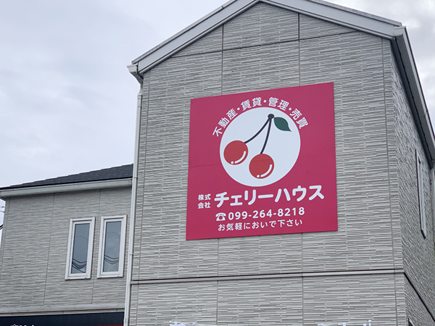 不動産・賃貸・管理・売買
株式会社 チェリーハウス
☎099-264-8218
お気軽においで下さい